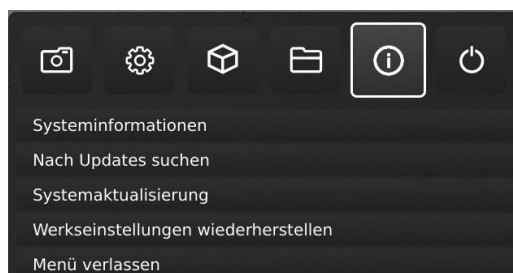 Systeminformationen
Nach Updates suchen
Systemaktualisierung
Werkseinstellungen wiederherstellen
Menü verlassen